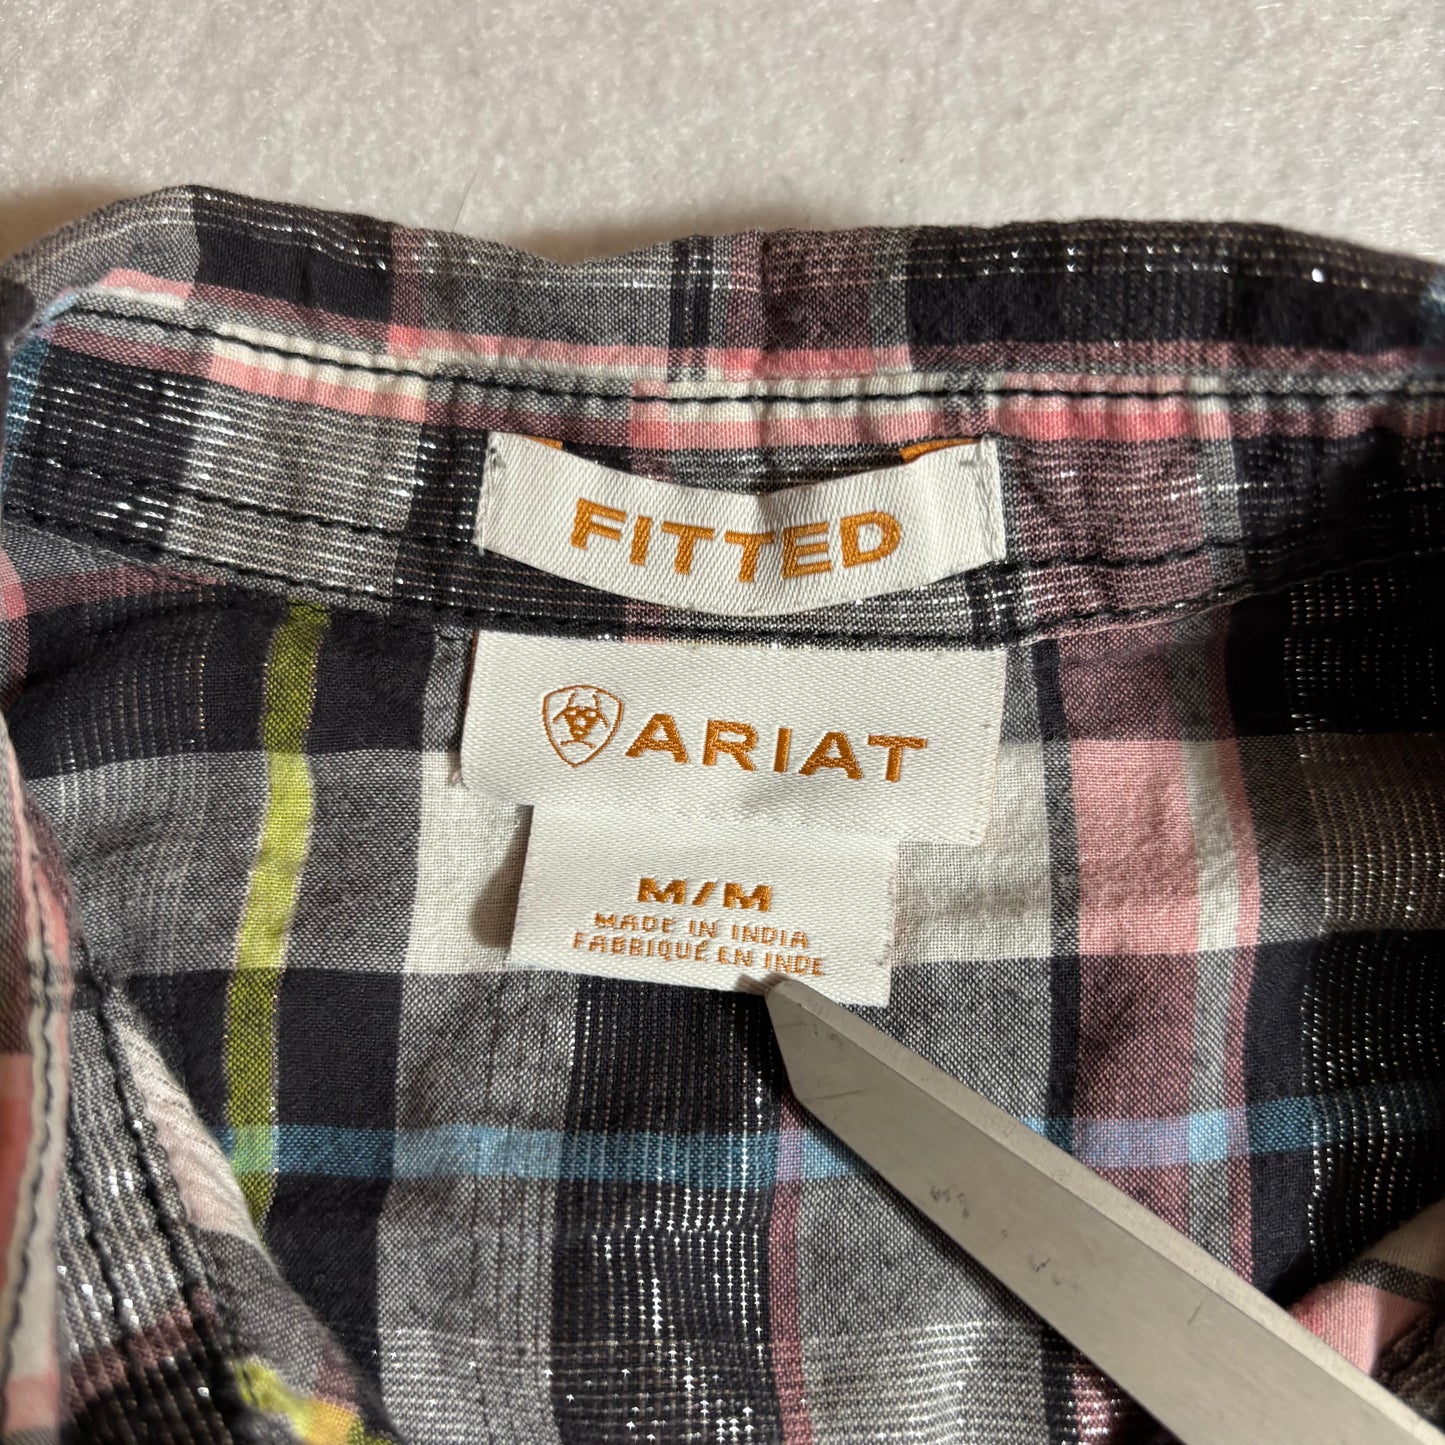 FITTED
ARIAT
M/M
MADE IN INDIA
FABRIQUÉ EN INDE